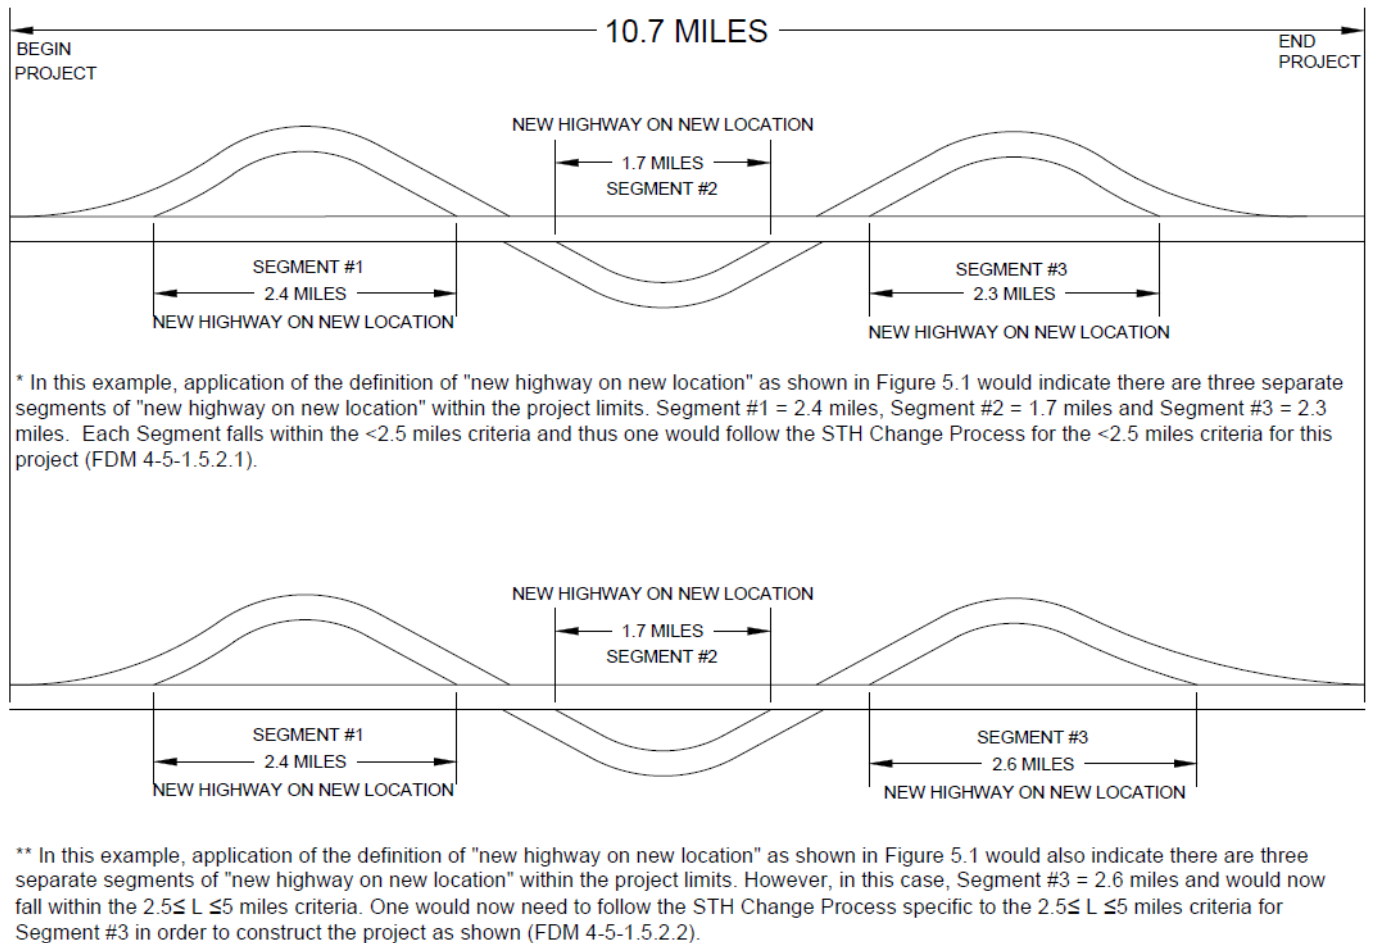 10.7 MILES
BEGIN
PROJECT
END
PROJECT
NEW HIGHWAY ON NEW LOCATION
1.7 MILES
SEGMENT #2
SEGMENT #1
2.4 MILES
NEW HIGHWAY ON NEW LOCATION
SEGMENT #3
2.3 MILES
NEW HIGHWAY ON NEW LOCATION
* In this example, application of the definition of "new highway on new location" as shown in Figure 5.1 would indicate there are three separate
segments of "new highway on new location" within the project limits. Segment #1 = 2.4 miles, Segment #2 = 1.7 miles and Segment #3 = 2.3
miles.  Each Segment falls within the <2.5 miles criteria and thus one would follow the STH Change Process for the <2.5 miles criteria for this
project (FDM 4-5-1.5.2.1).
NEW HIGHWAY ON NEW LOCATION
1.7 MILES
SEGMENT #2
SEGMENT #1
2.4 MILES
NEW HIGHWAY ON NEW LOCATION
SEGMENT #3
2.6 MILES
NEW HIGHWAY ON NEW LOCATION
** In this example, application of the definition of "new highway on new location" as shown in Figure 5.1 would also indicate there are three
separate segments of "new highway on new location" within the project limits. However, in this case, Segment #3 = 2.6 miles and would now
fall within the 2.5≤ L ≤5 miles criteria. One would now need to follow the STH Change Process specific to the 2.5≤ L ≤5 miles criteria for
Segment #3 in order to construct the project as shown (FDM 4-5-1.5.2.2).